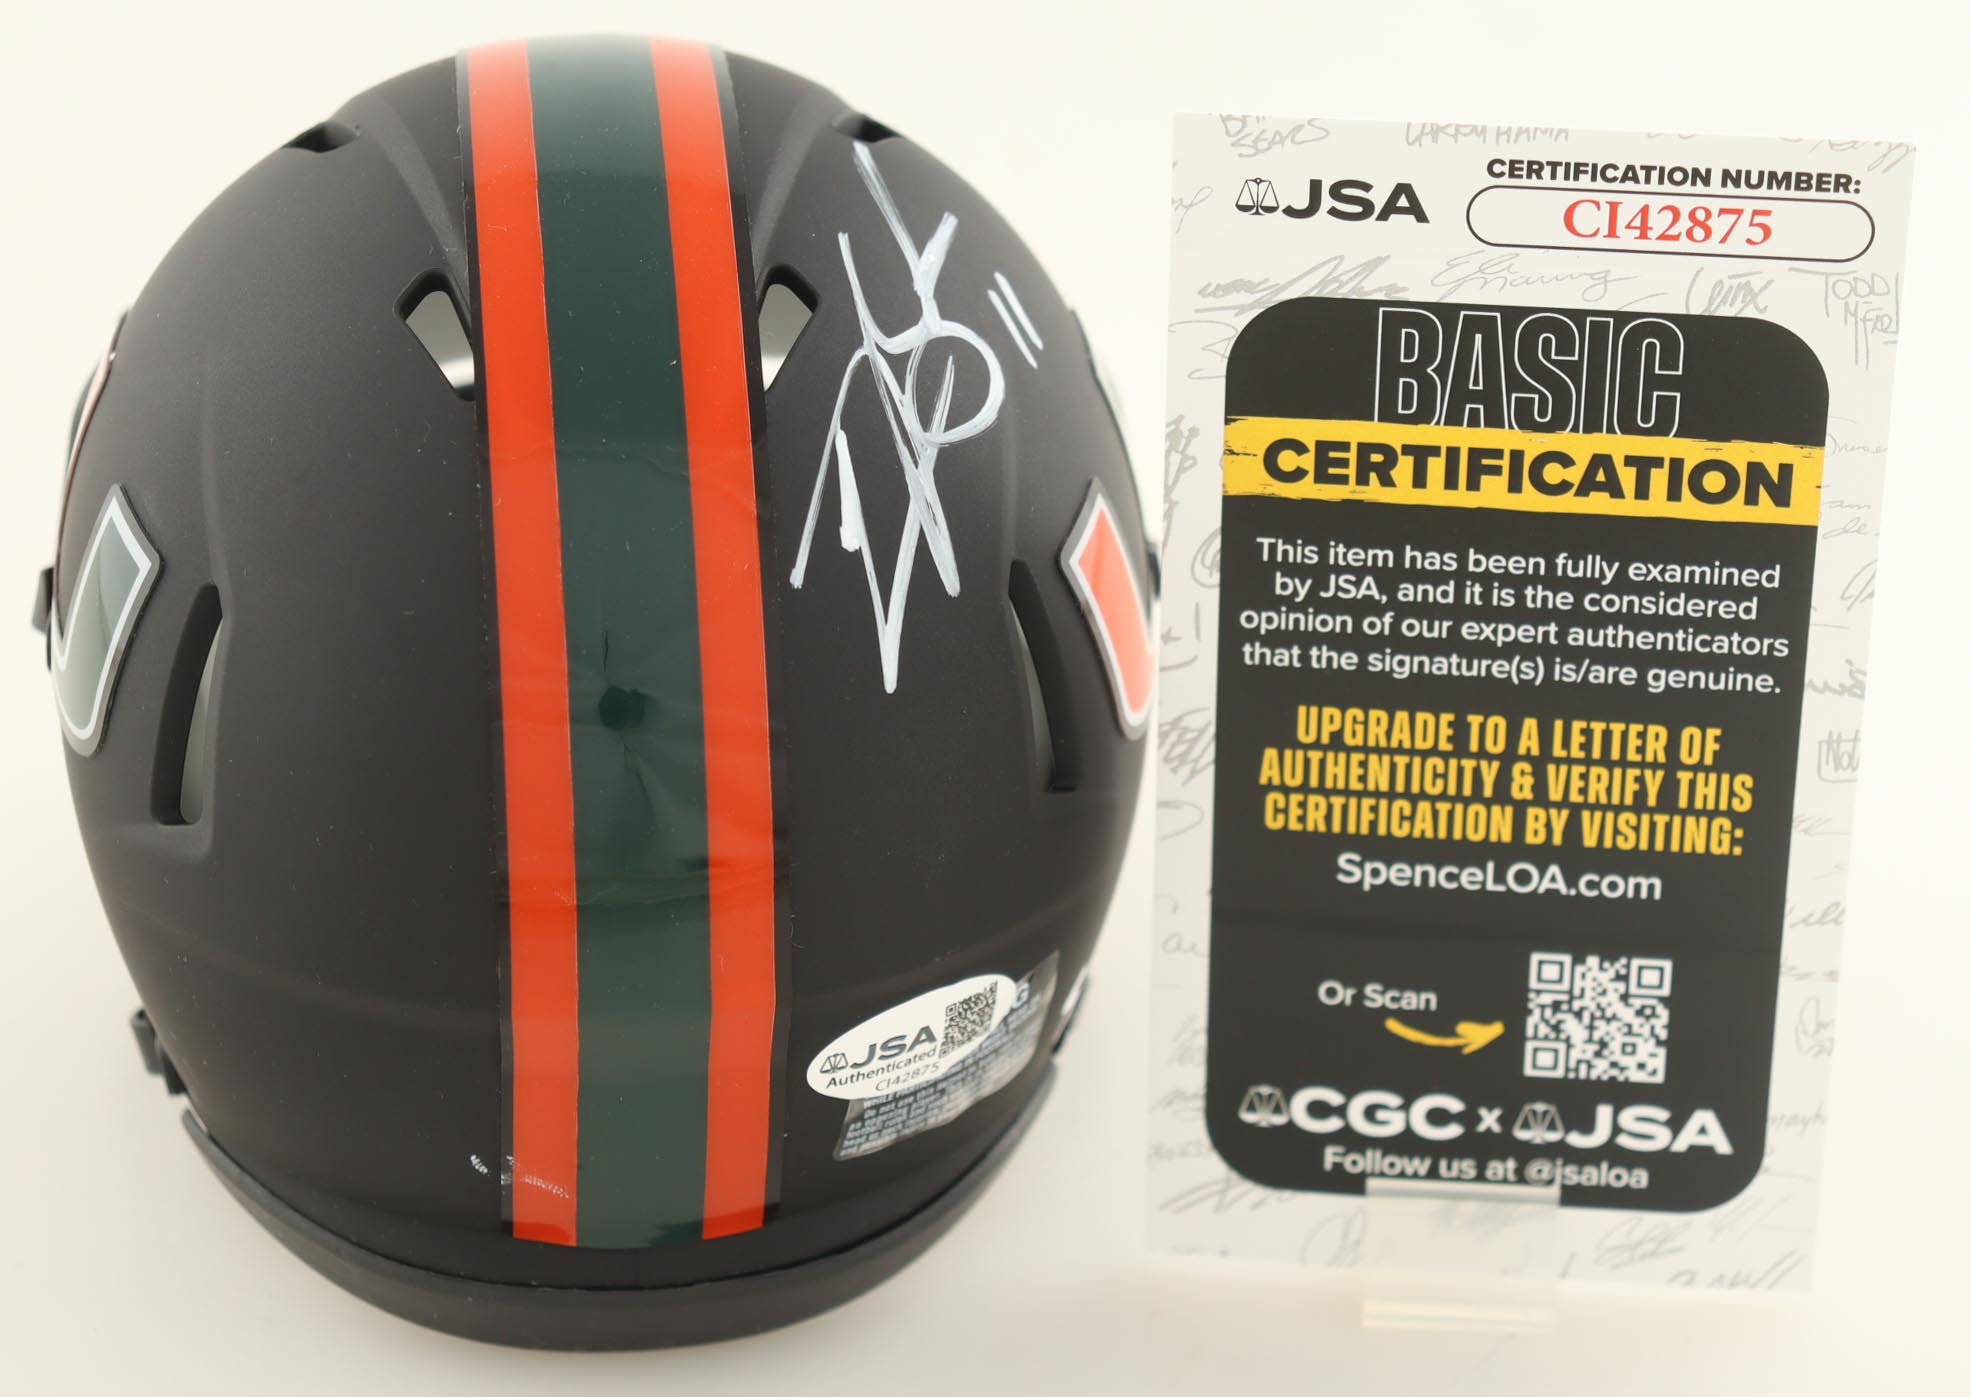 11
JSA
Authenticated
CI42875
JSA
CERTIFICATION NUMBER:
CI42875
BASIC
CERTIFICATION
This item has been fully examined
by JSA, and it is the considered
opinion of our expert authenticators
that the signature(s) is/are genuine.
UPGRADE TO A LETTER OF
AUTHENTICITY & VERIFY THIS
CERTIFICATION BY VISITING:
SpenceLOA.com
Or Scan
CGC x JSA
Follow us at @jsaloa